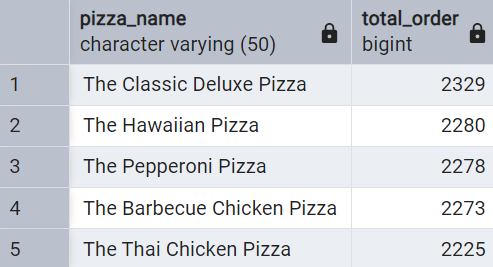 pizza_name total_order
character varying (50) bigint
1 The Classic Deluxe Pizza 2329
2 The Hawaiian Pizza 2280
3 The Pepperoni Pizza 2278
4 The Barbecue Chicken Pizza 2273
5 The Thai Chicken Pizza 2225